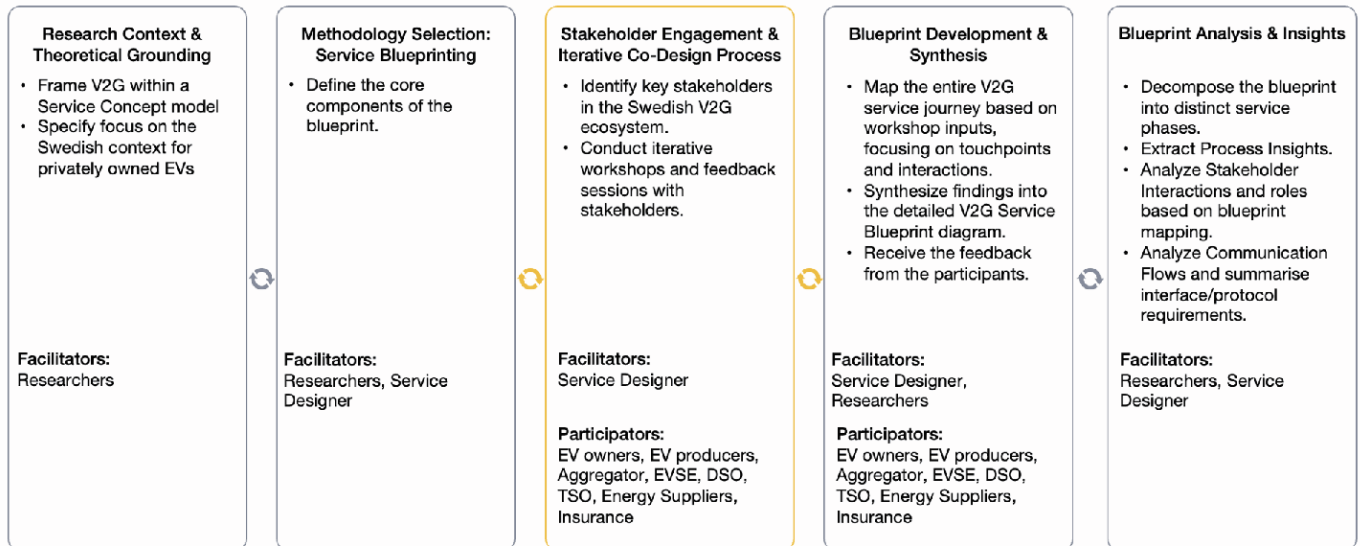 Research Context &
Theoretical Grounding
• Frame V2G within a
Service Concept model
• Specify focus on the
Swedish context for
privately owned EVs
Facilitators:
Researchers
Methodology Selection:
Service Blueprinting
• Define the core
components of the
blueprint.
Facilitators:
Researchers, Service
Designer
Stakeholder Engagement &
Iterative Co-Design Process
• Identify key stakeholders
in the Swedish V2G
ecosystem.
• Conduct iterative
workshops and feedback
sessions with
stakeholders.
Facilitators:
Service Designer
Participators:
EV owners, EV producers,
Aggregator, EVSE, DSO,
TSO, Energy Suppliers,
Insurance
Blueprint Development &
Synthesis
• Map the entire V2G
service journey based on
workshop inputs,
focusing on touchpoints
and interactions.
• Synthesize findings into
the detailed V2G Service
Blueprint diagram.
• Receive the feedback
from the participants.
Facilitators:
Service Designer,
Researchers
Participators:
EV owners, EV producers,
Aggregator, EVSE, DSO,
TSO, Energy Suppliers,
Insurance
Blueprint Analysis & Insights
• Decompose the blueprint
into distinct service
phases.
• Extract Process Insights.
• Analyze Stakeholder
Interactions and roles
based on blueprint
mapping.
• Analyze Communication
Flows and summarise
interface/protocol
requirements.
Facilitators:
Researchers, Service
Designer